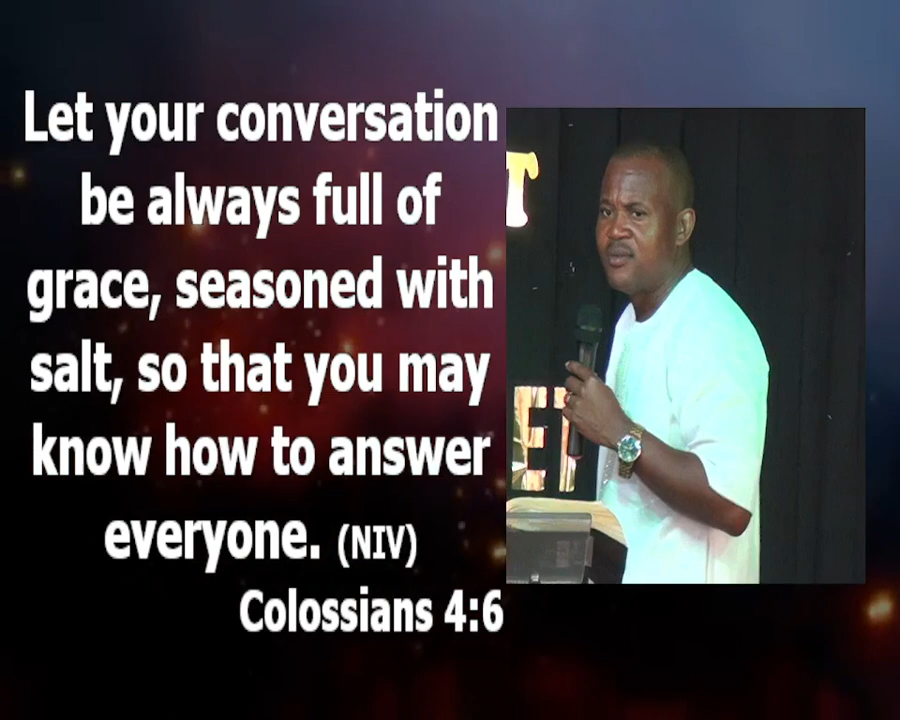 Let your conversation
be always full of
grace, seasoned with
salt, so that you may
know how to answer
everyone. (NIV)
Colossians 4:6
T
ET